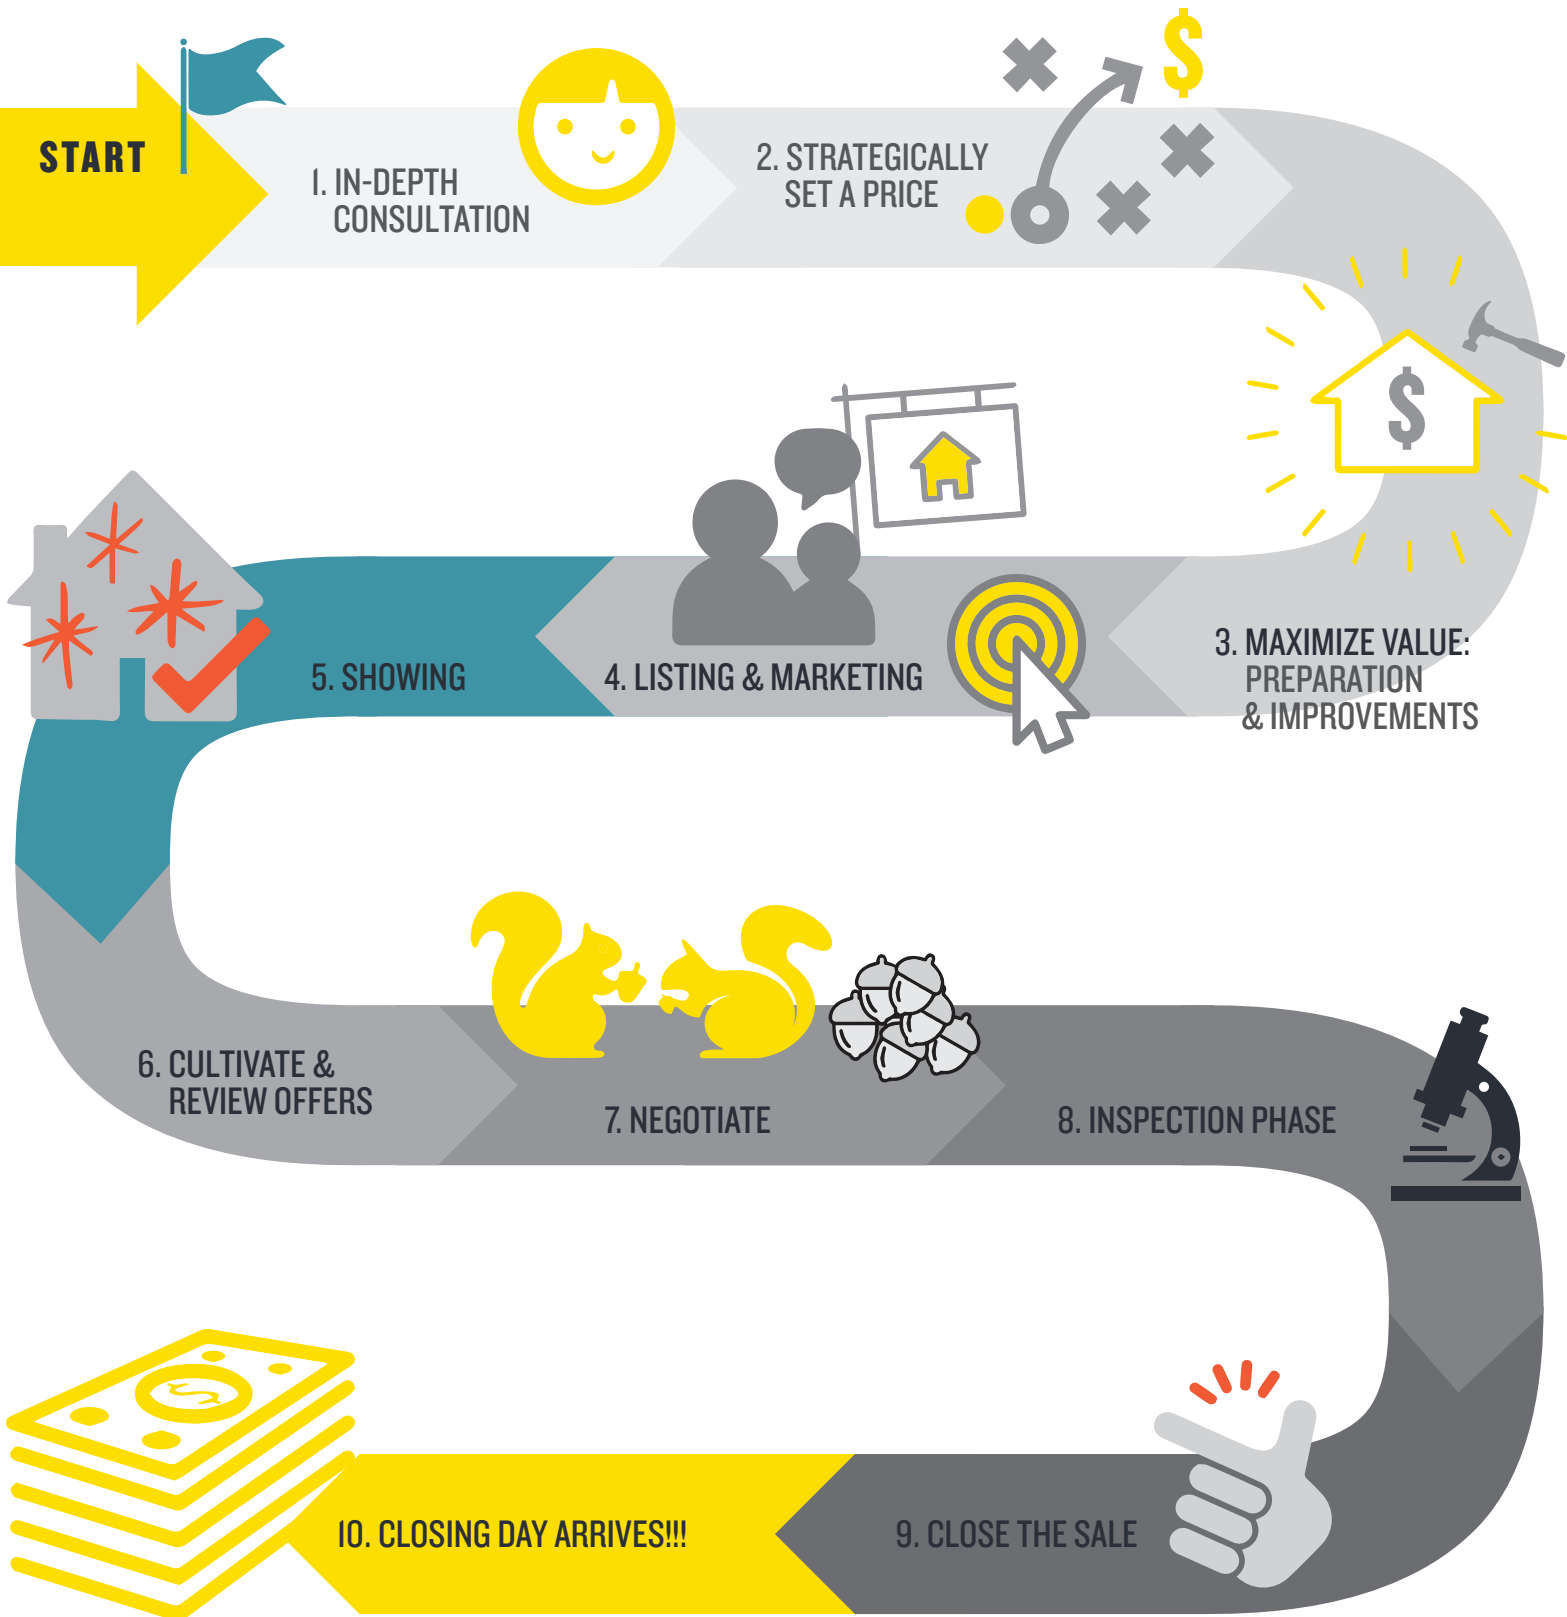 START
1. IN-DEPTH
CONSULTATION
2. STRATEGICALLY
SET A PRICE
$
$
3. MAXIMIZE VALUE:
PREPARATION
& IMPROVEMENTS
4. LISTING & MARKETING
5. SHOWING
6. CULTIVATE &
REVIEW OFFERS
7. NEGOTIATE
8. INSPECTION PHASE
9. CLOSE THE SALE
10. CLOSING DAY ARRIVES!!!
$